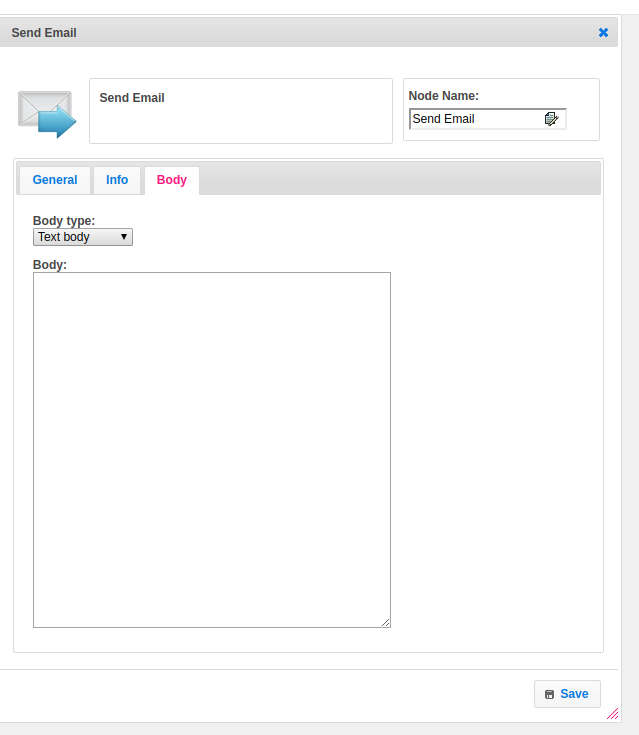 Send Email
Send Email
Node Name:
Send Email
General
Info
Body
Body type:
Text body
Body:
Save